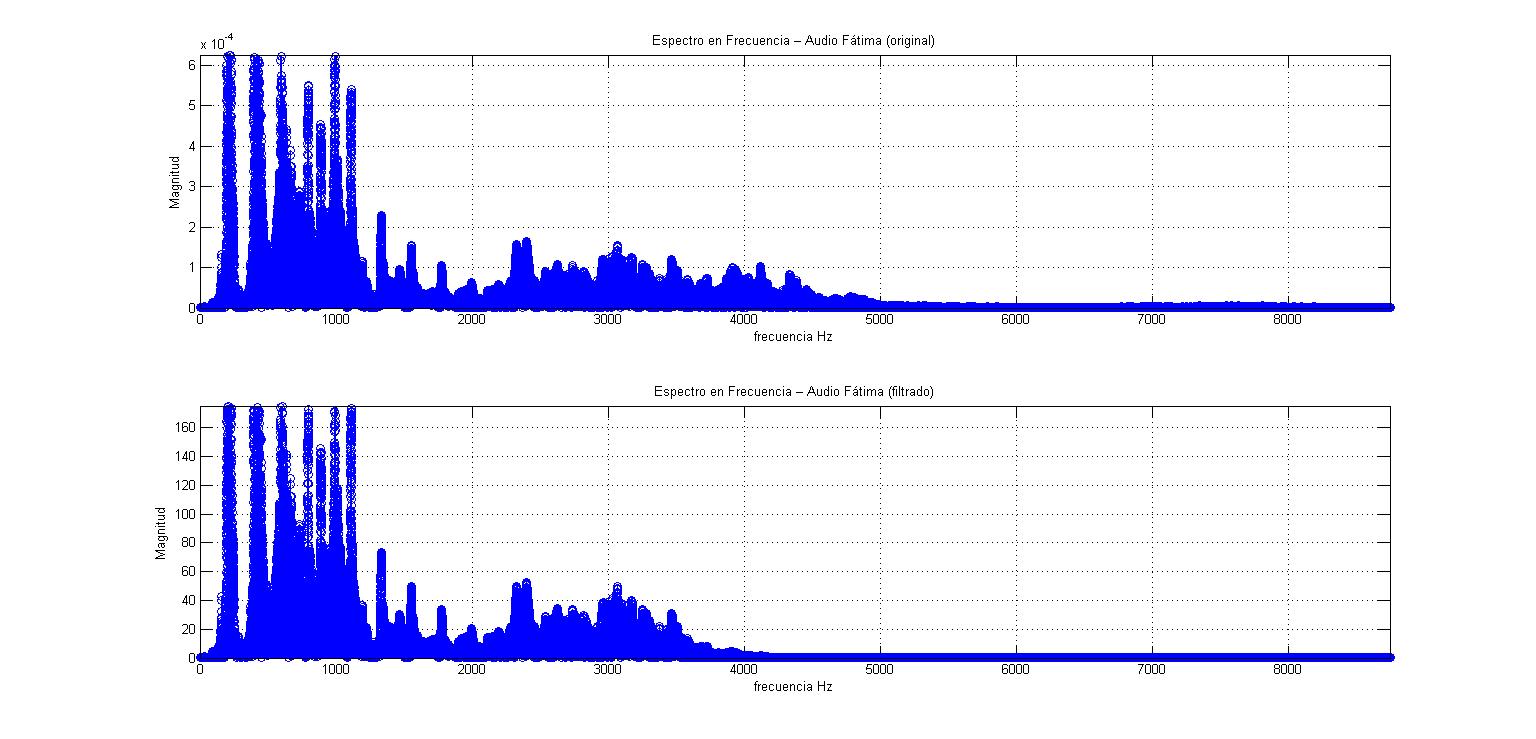 Espectro en Frecuencia – Audio Fátima (original)
x 10-4
6
5
4
3
2
1
0
Magnitud
0 1000 2000 3000 4000 5000 6000 7000 8000
frecuencia Hz
Espectro en Frecuencia – Audio Fátima (filtrado)
160
140
120
100
80
60
40
20
0
Magnitud
0 1000 2000 3000 4000 5000 6000 7000 8000
frecuencia Hz